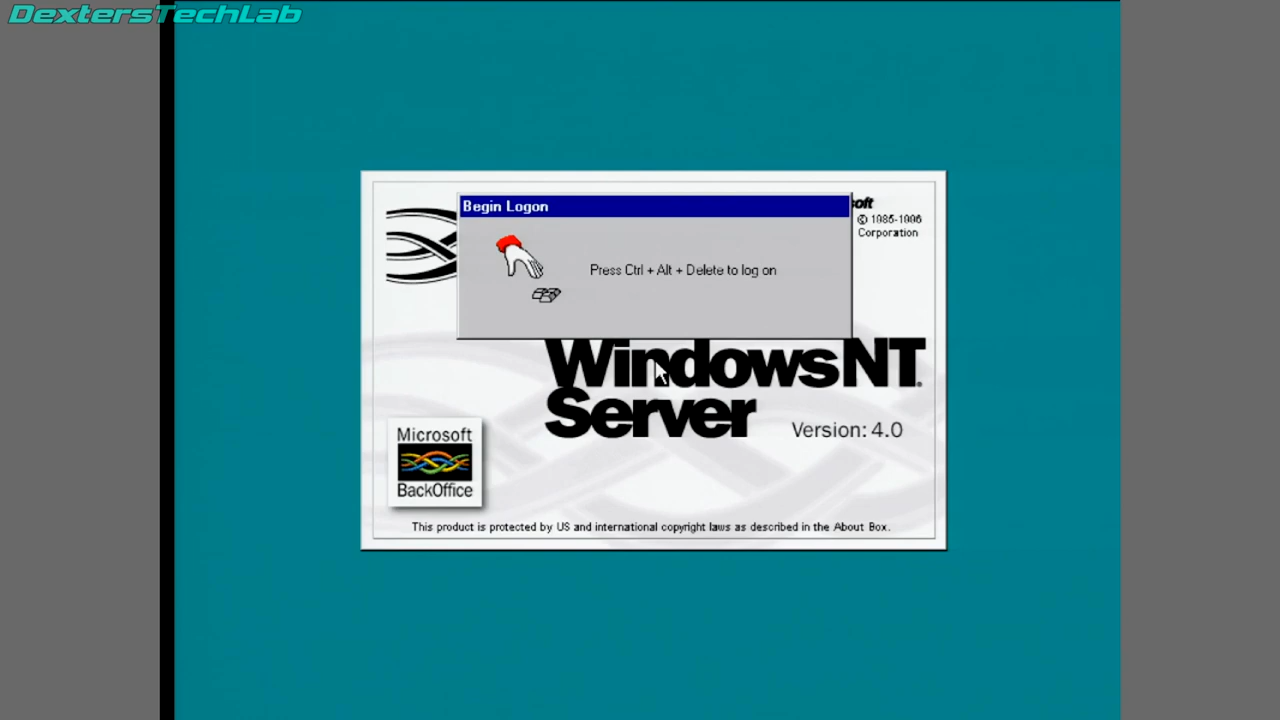 DextersTechLab
Begin Logon
Press Ctrl + Alt + Delete to log on
soft
© 1985-1996
Corporation
WindowsNT
Server
Version: 4.0
Microsoft
BackOffice
This product is protected by US and international copyright laws as described in the About Box.